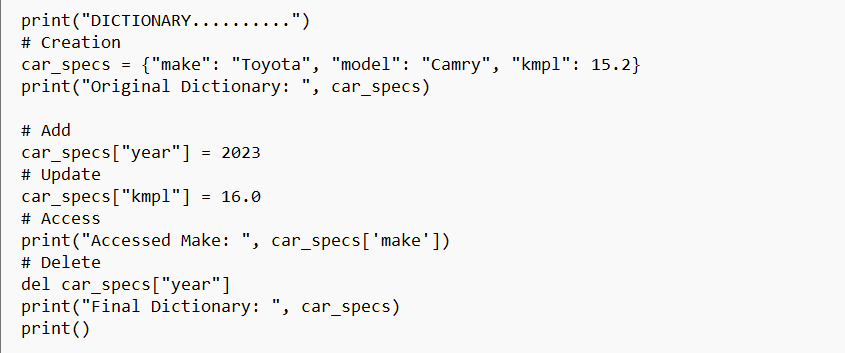 print("DICTIONARY..........")
# Creation
car_specs = {"make": "Toyota", "model": "Camry", "kmpl": 15.2}
print("Original Dictionary: ", car_specs)

# Add
car_specs["year"] = 2023
# Update
car_specs["kmpl"] = 16.0
# Access
print("Accessed Make: ", car_specs['make'])
# Delete
del car_specs["year"]
print("Final Dictionary: ", car_specs)
print()